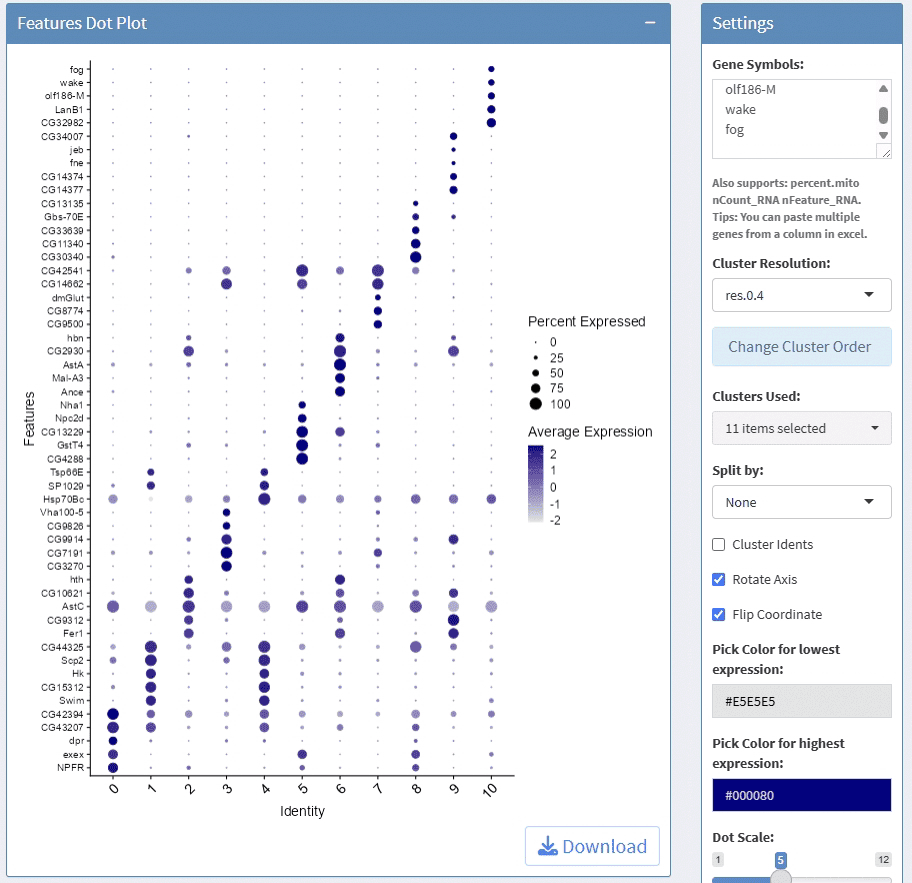 Features Dot Plot
fog
wake
olf186-M
LanB1
CG32982
CG34007
jeb
fne
CG14374
CG14377
CG13135
Gbs-70E
CG33639
CG11340
CG30340
CG42541
CG14662
dmGlut
CG8774
CG9500
hbn
CG2930
AstA
Mal-A3
Ance
Nha1
Npc2d
CG13229
GstT4
CG4288
Tsp66E
SP1029
Hsp70Bc
Vha100-5
CG9826
CG9914
CG7191
CG3270
hth
CG10621
AstC
CG9312
Fer1
CG44325
Scp2
Hk
CG15312
Swim
CG42394
CG43207
dpr
exex
NPFR
Features
0 1 2 3 4 5 6 7 8 9 10
Identity
Percent Expressed
0
25
50
75
100
Average Expression
2
1
0
-1
-2
Download
Settings
Gene Symbols:
olf186-M
wake
fog
Also supports: percent.mito
nCount_RNA nFeature_RNA.
Tips: You can paste multiple
genes from a column in excel.
Cluster Resolution:
res.0.4
Change Cluster Order
Clusters Used:
11 items selected
Split by:
None
Cluster Idents
Rotate Axis
Flip Coordinate
Pick Color for lowest
expression:
#E5E5E5
Pick Color for highest
expression:
#000080
Dot Scale:
1 5 12